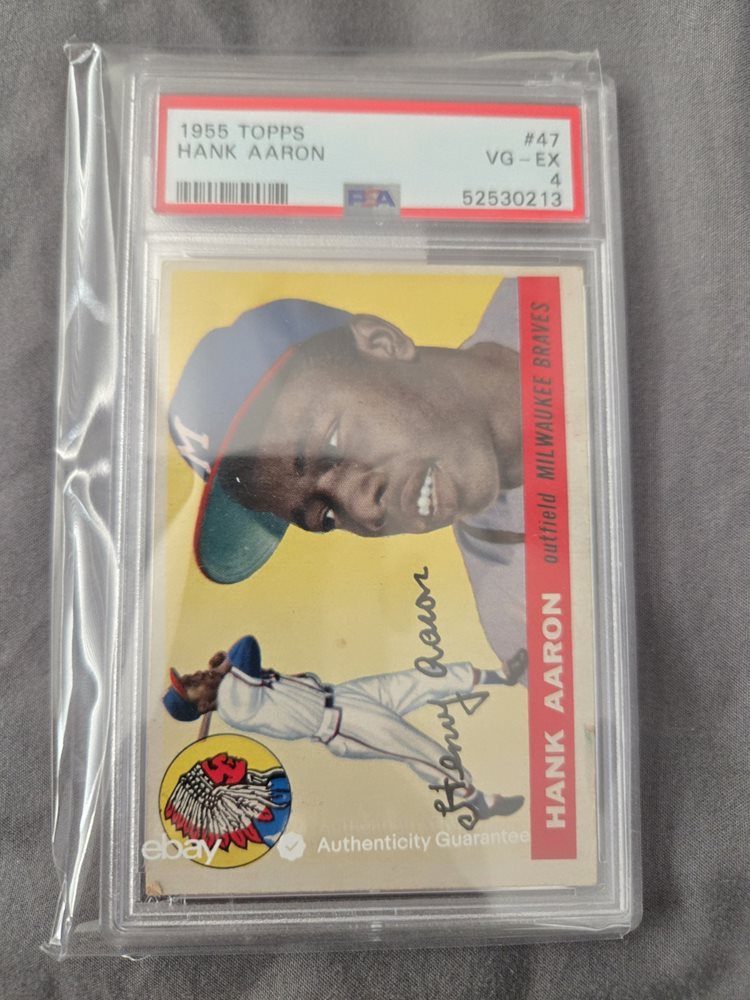 1955 TOPPS #47
HANK AARON VG-EX
4
PSA 52530213
M
outfield MILWAUKEE BRAVES
HANK AARON
Henry Aaron
ebay Authenticity Guarantee